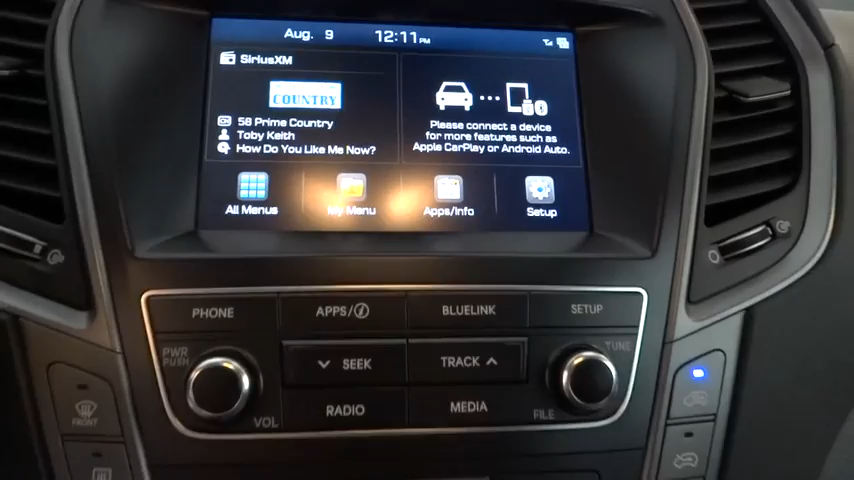 Aug. 9 12:11 PM
SiriusXM
COUNTRY
58 Prime Country
Toby Keith
How Do You Like Me Now?
Please connect a device
for more features such as
Apple CarPlay or Android Auto.
All Menus My Menu Apps/Info Setup
PHONE APPS/i BLUELINK SETUP
PWR
PUSH
TUNE
SEEK TRACK
RADIO MEDIA
VOL FILE
FRONT